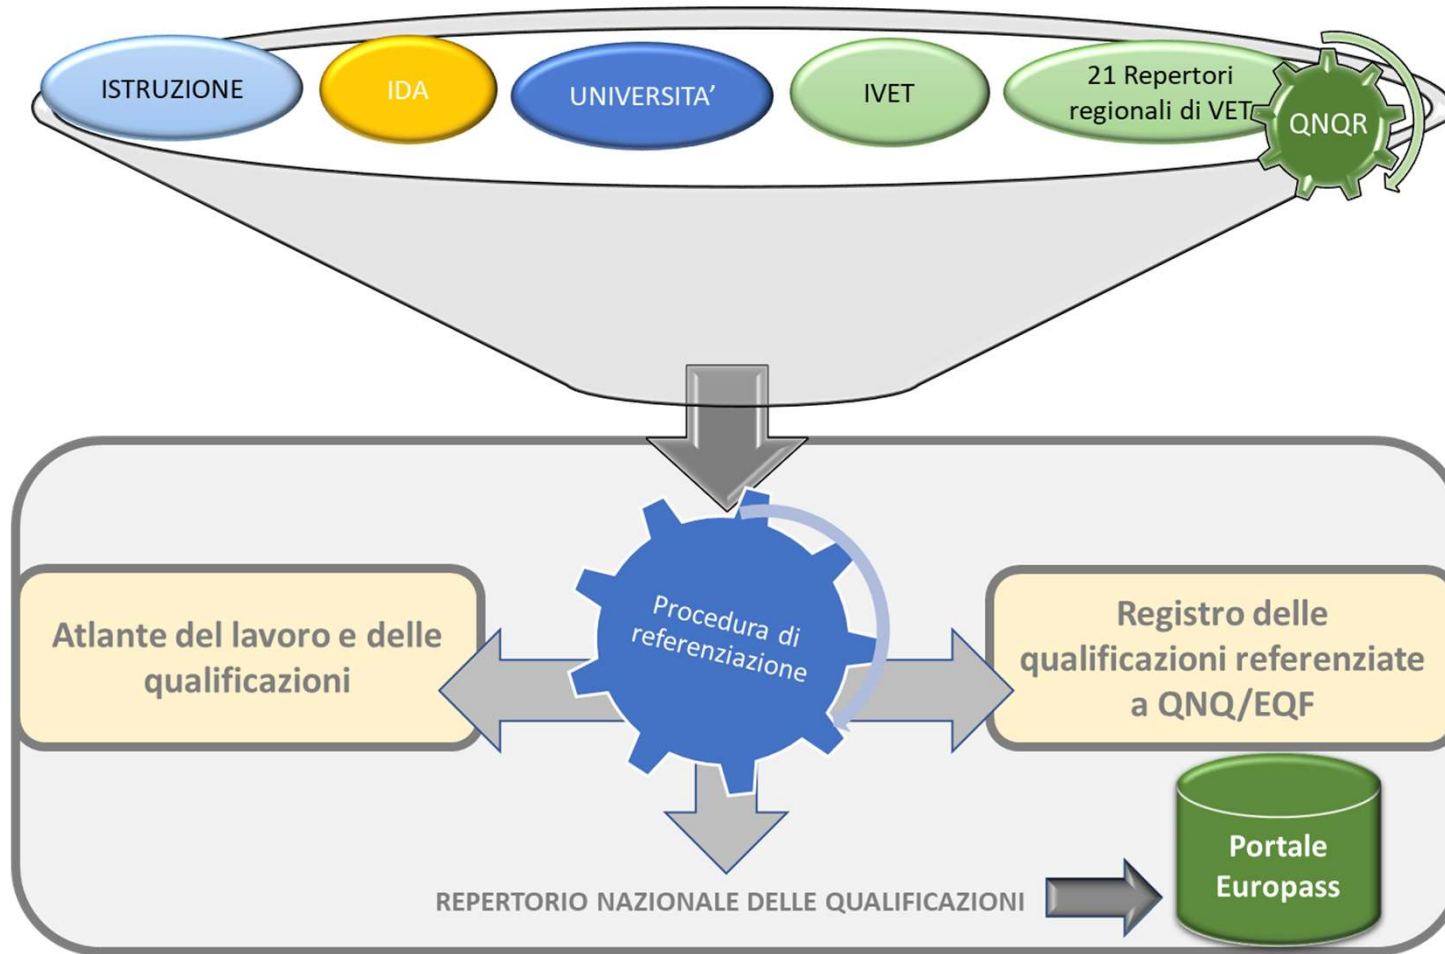 ISTRUZIONE
IDA
UNIVERSITA’
IVET
21 Repertori
regionali di VET
QNQR
Procedura di
referenziazione
Atlante del lavoro e delle
qualificazioni
Registro delle
qualificazioni referenziate
a QNQ/EQF
REPERTORIO NAZIONALE DELLE QUALIFICAZIONI
Portale
Europass